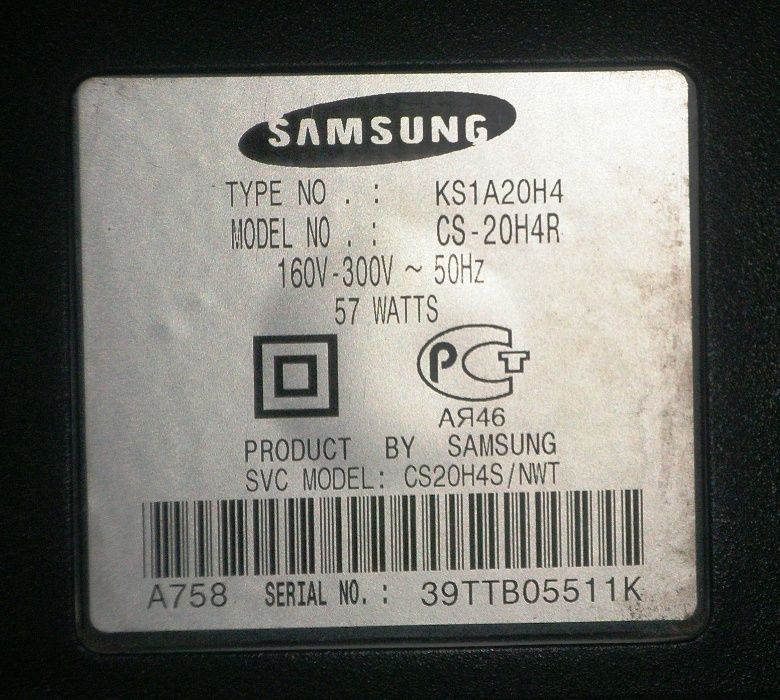 SAMSUNG
TYPE NO . : KS1A20H4
MODEL NO . : CS-20H4R
160V-300V ~ 50Hz
57 WATTS
РСТ
АЯ46
PRODUCT BY SAMSUNG
SVC MODEL: CS20H4S/NWT
A758 SERIAL NO. : 39TTB05511K